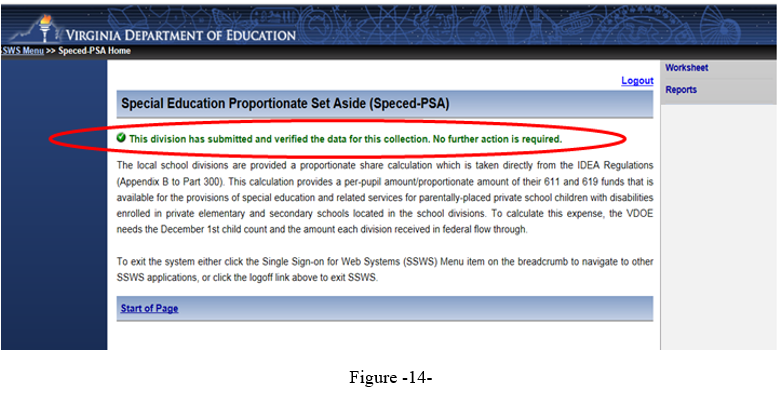 VIRGINIA DEPARTMENT OF EDUCATION
SSWS Menu >> Speced-PSA Home
Worksheet
Reports
Logout
Special Education Proportionate Set Aside (Speced-PSA)
This division has submitted and verified the data for this collection. No further action is required.
The local school divisions are provided a proportionate share calculation which is taken directly from the IDEA Regulations
(Appendix B to Part 300). This calculation provides a per-pupil amount/proportionate amount of their 611 and 619 funds that is
available for the provisions of special education and related services for parentally-placed private school children with disabilities
enrolled in private elementary and secondary schools located in the school divisions. To calculate this expense, the VDOE
needs the December 1st child count and the amount each division received in federal flow through.
To exit the system either click the Single Sign-on for Web Systems (SSWS) Menu item on the breadcrumb to navigate to other
SSWS applications, or click the logoff link above to exit SSWS.
Start of Page
Figure -14-